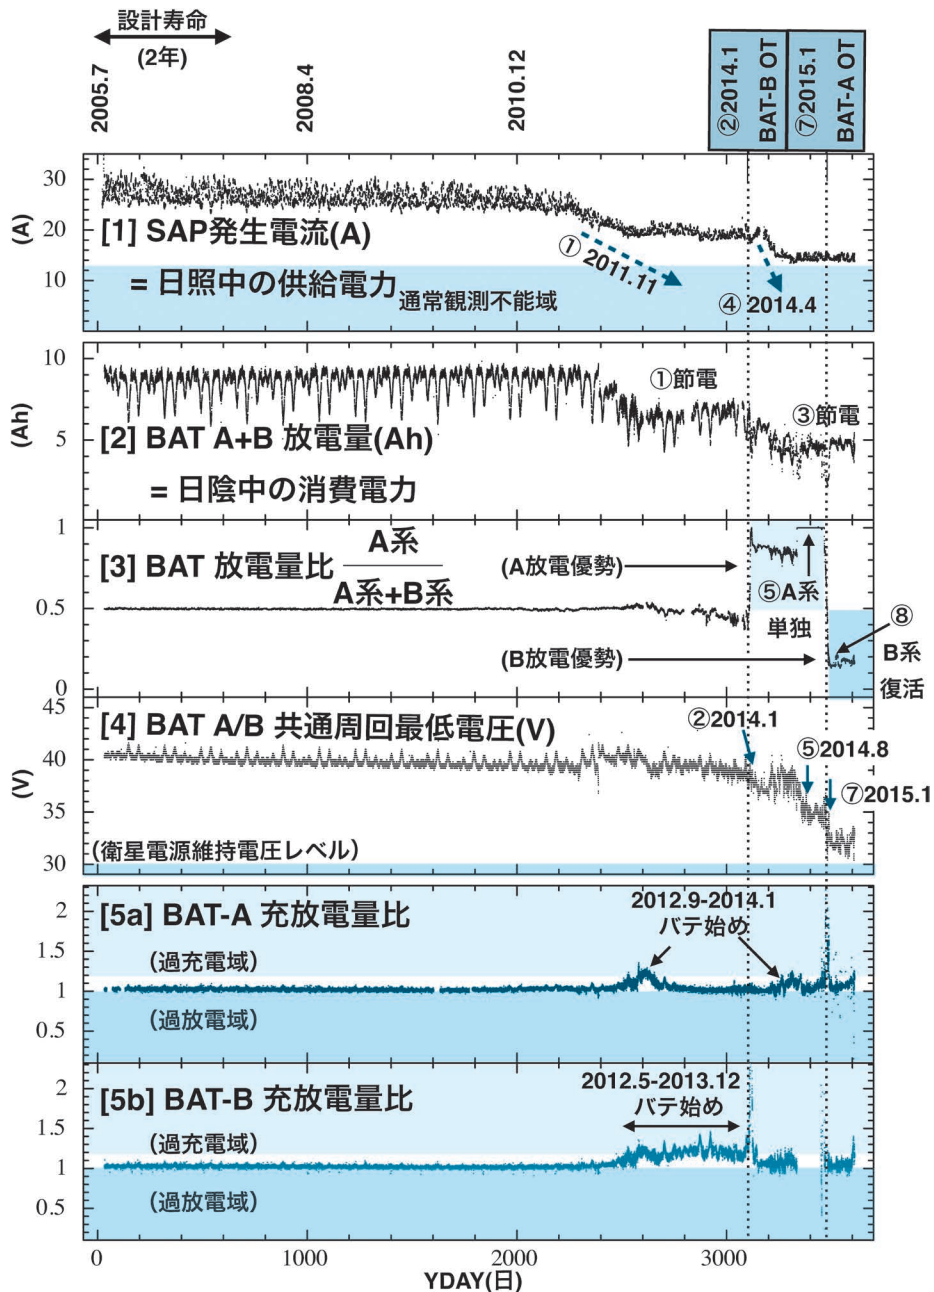 設計寿命
(2年)
2005.7
2008.4
2010.12
②2014.1
BAT-B OT
⑦2015.1
BAT-A OT
30
20
10
(A)
[1] SAP発生電流(A)
= 日照中の供給電力
通常観測不能域
① 2011.11
④ 2014.4
10
5
(Ah)
[2] BAT A+B 放電量(Ah)
= 日陰中の消費電力
①節電
③節電
1
0.5
0
[3] BAT 放電量比
A系
A系+B系
(A放電優勢)
(B放電優勢)
⑤A系
単独
⑧
B系
復活
45
40
35
30
(V)
[4] BAT A/B 共通周回最低電圧(V)
②2014.1
⑤2014.8
⑦2015.1
(衛星電源維持電圧レベル)
2
1.5
1
0.5
[5a] BAT-A 充放電量比
(過充電域)
(過放電域)
2012.9-2014.1
バテ始め
2
1.5
1
0.5
[5b] BAT-B 充放電量比
(過充電域)
(過放電域)
2012.5-2013.12
バテ始め
0
1000
2000
3000
YDAY(日)